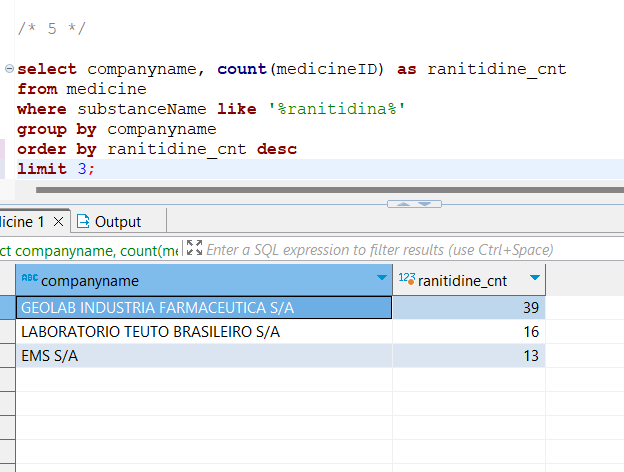 /* 5 */
select companyname, count(medicineID) as ranitidine_cnt
from medicine
where substanceName like '%ranitidina%'
group by companyname
order by ranitidine_cnt desc
limit 3;
dicine 1 Output
ct companyname, count(me Enter a SQL expression to filter results (use Ctrl+Space)
ABC companyname 123 ranitidine_cnt
GEOLAB INDUSTRIA FARMACEUTICA S/A 39
LABORATORIO TEUTO BRASILEIRO S/A 16
EMS S/A 13